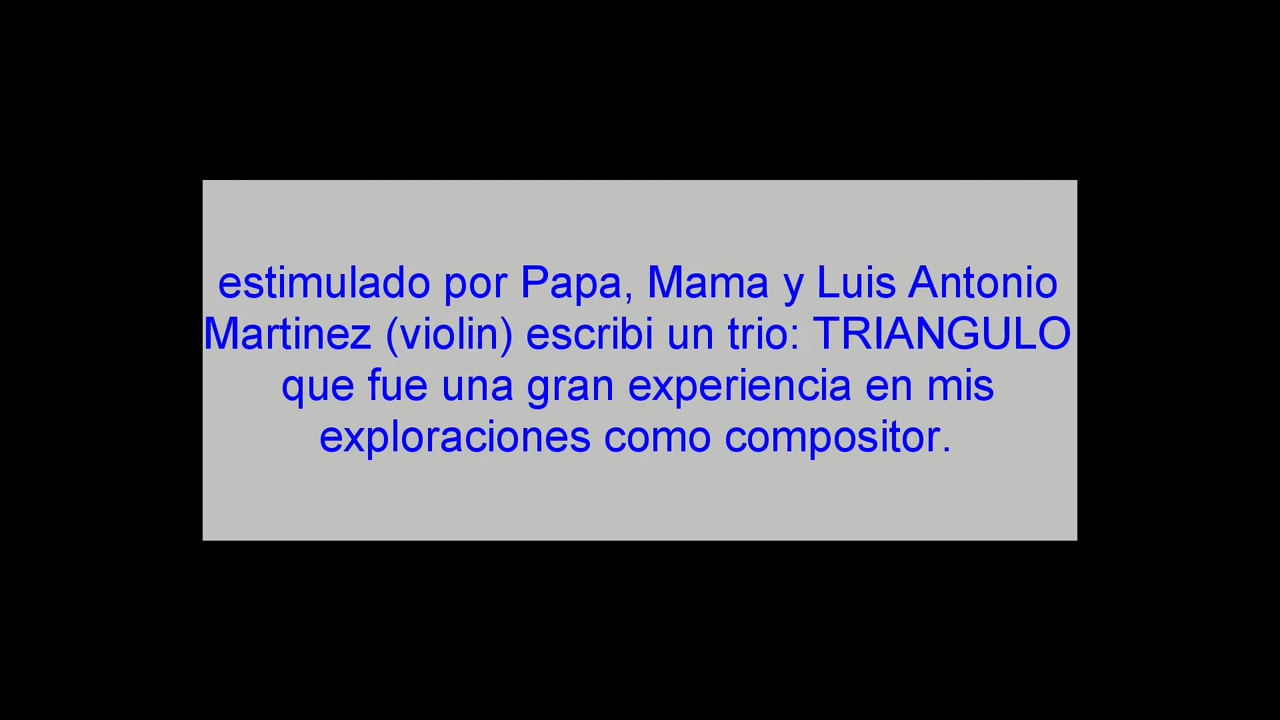 estimulado por Papa, Mama y Luis Antonio
Martinez (violin) escribi un trio: TRIANGULO
que fue una gran experiencia en mis
exploraciones como compositor.